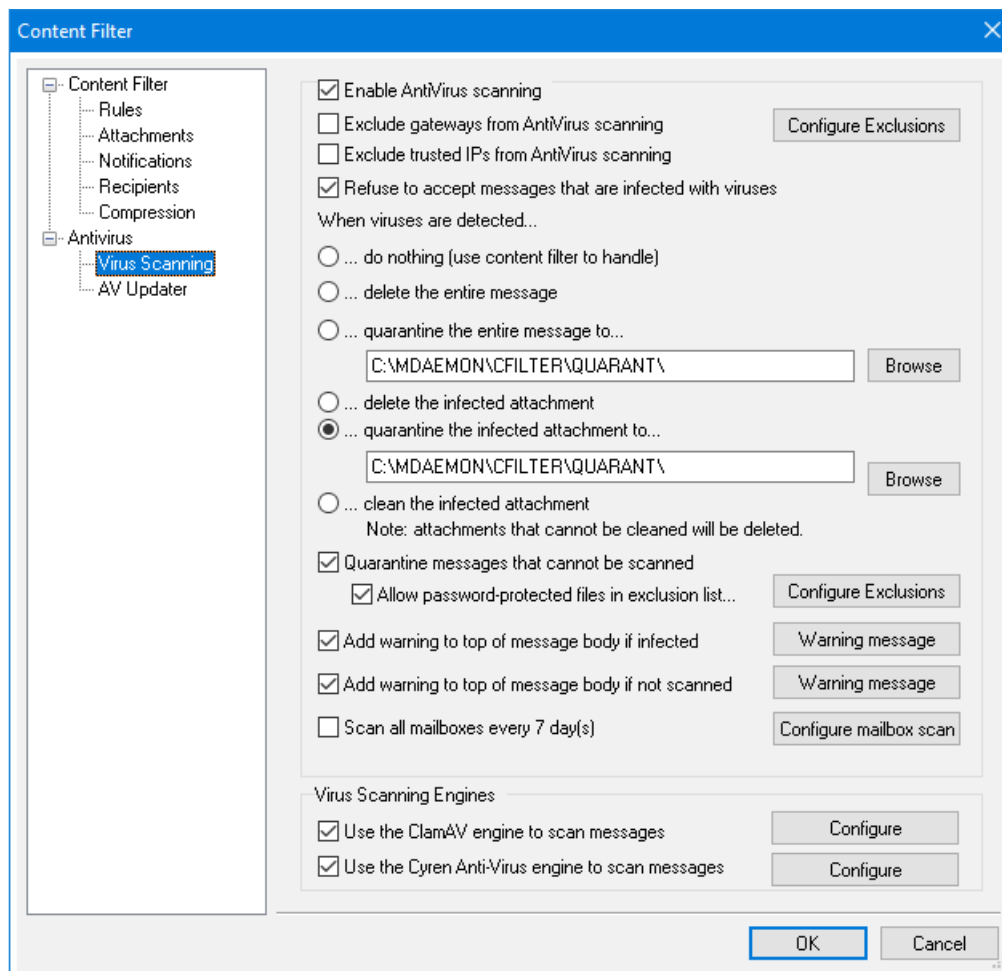 Content Filter
Content Filter
Rules
Attachments
Notifications
Recipients
Compression
Antivirus
Virus Scanning
AV Updater
Enable AntiVirus scanning
Exclude gateways from AntiVirus scanning
Configure Exclusions
Exclude trusted IPs from AntiVirus scanning
Refuse to accept messages that are infected with viruses
When viruses are detected...
... do nothing (use content filter to handle)
... delete the entire message
... quarantine the entire message to...
C:\MDAEMON\CFILTER\QUARANT\
Browse
... delete the infected attachment
... quarantine the infected attachment to...
C:\MDAEMON\CFILTER\QUARANT\
Browse
... clean the infected attachment
Note: attachments that cannot be cleaned will be deleted.
Quarantine messages that cannot be scanned
Allow password-protected files in exclusion list...
Configure Exclusions
Add warning to top of message body if infected
Warning message
Add warning to top of message body if not scanned
Warning message
Scan all mailboxes every 7 day(s)
Configure mailbox scan
Virus Scanning Engines
Use the ClamAV engine to scan messages
Configure
Use the Cyren Anti-Virus engine to scan messages
Configure
OK
Cancel